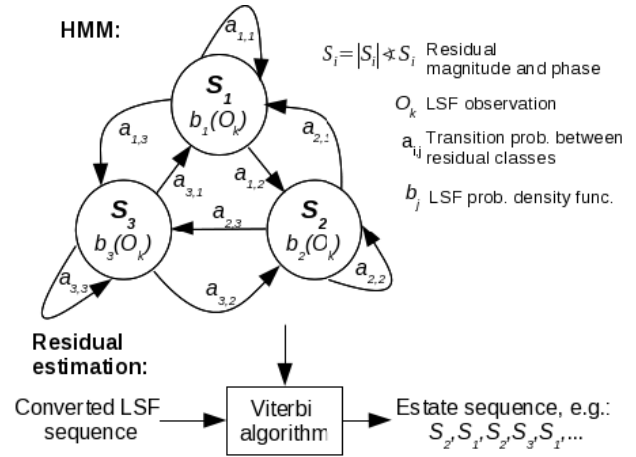 HMM:
a1,1
S1
b1(Ok)
a1,3
a2,1
a3,1
a1,2
S3
b3(Ok)
a2,3
S2
b2(Ok)
a3,3
a3,2
a2,2
Si=|Si|∢Si Residual
magnitude and phase
Ok LSF observation
ai,j Transition prob. between
residual classes
bj LSF prob. density func.
Residual
estimation:
Converted LSF
sequence
Viterbi
algorithm
Estate sequence, e.g.:
S2,S1,S2,S3,S1,...